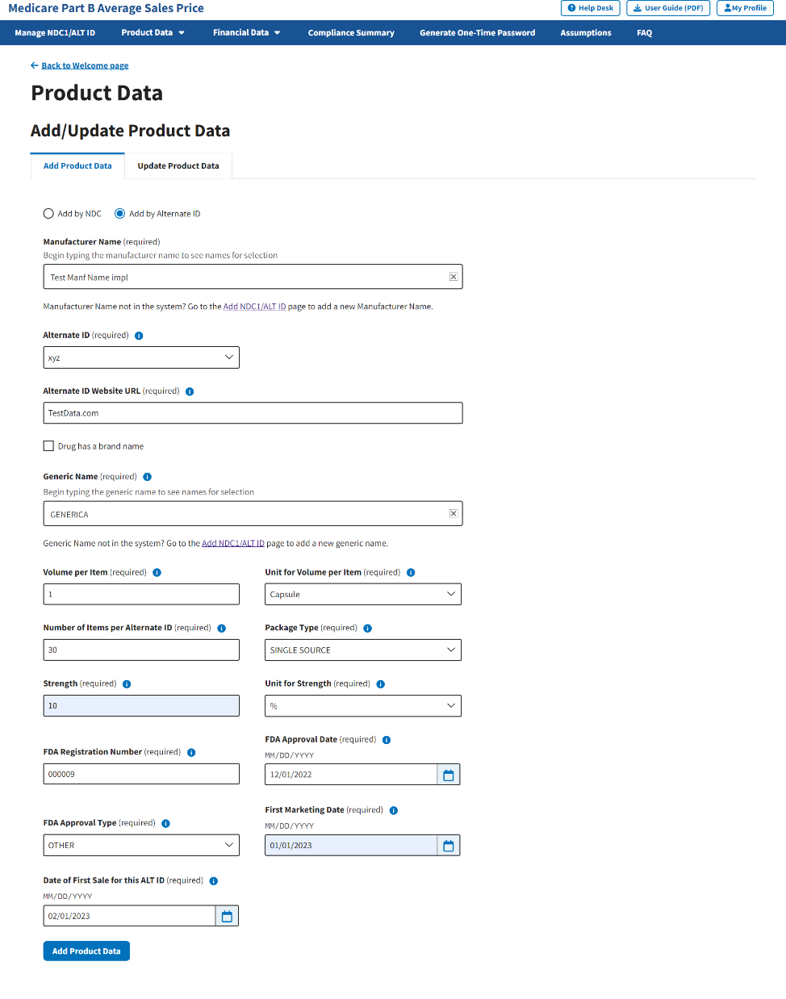 Medicare Part B Average Sales Price
Help Desk
User Guide (PDF)
My Profile
Manage NDC1/ALT ID
Product Data
Financial Data
Compliance Summary
Generate One-Time Password
Assumptions
FAQ
Back to Welcome page
Product Data
Add/Update Product Data
Add Product Data
Update Product Data
Add by NDC
Add by Alternate ID
Manufacturer Name (required)
Begin typing the manufacturer name to see names for selection
Test Manf Name impl
Manufacturer Name not in the system? Go to the Add NDC1/ALT ID page to add a new Manufacturer Name.
Alternate ID (required)
xyz
Alternate ID Website URL (required)
TestData.com
Drug has a brand name
Generic Name (required)
Begin typing the generic name to see names for selection
GENERICA
Generic Name not in the system? Go to the Add NDC1/ALT ID page to add a new generic name.
Volume per Item (required)
Unit for Volume per Item (required)
1
Capsule
Number of Items per Alternate ID (required)
Package Type (required)
30
SINGLE SOURCE
Strength (required)
Unit for Strength (required)
10
%
FDA Registration Number (required)
000009
FDA Approval Date (required)
MM/DD/YYYY
12/01/2022
FDA Approval Type (required)
OTHER
First Marketing Date (required)
MM/DD/YYYY
01/01/2023
Date of First Sale for this ALT ID (required)
MM/DD/YYYY
02/01/2023
Add Product Data